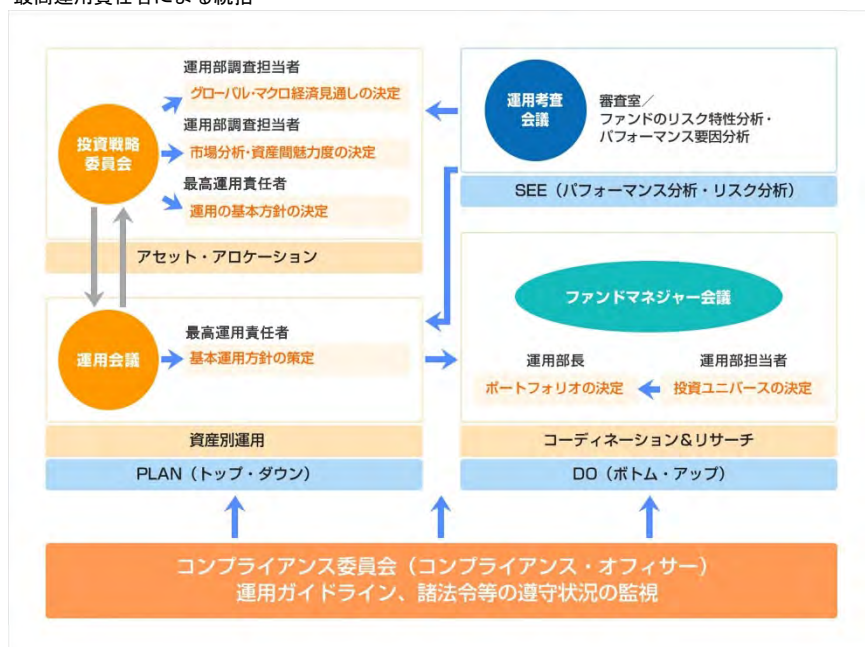 最高運用責任者による統括
投資戦略
委員会
運用部調査担当者
グローバル・マクロ経済見通しの決定
運用部調査担当者
市場分析・資産間魅力度の決定
最高運用責任者
運用の基本方針の決定
アセット・アロケーション
運用会議
最高運用責任者
基本運用方針の策定
資産別運用
PLAN（トップ・ダウン）
運用考査
会議
審査室／
ファンドのリスク特性分析・
パフォーマンス要因分析
SEE（パフォーマンス分析・リスク分析）
ファンドマネジャー会議
運用部長
ポートフォリオの決定
運用部担当者
投資ユニバースの決定
コーディネーション＆リサーチ
DO（ボトム・アップ）
コンプライアンス委員会（コンプライアンス・オフィサー）
運用ガイドライン、諸法令等の遵守状況の監視